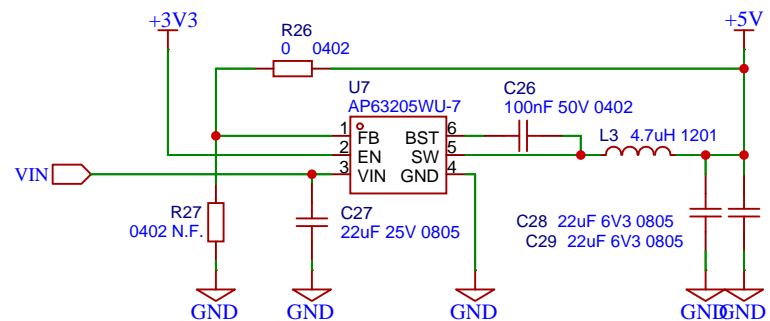 +3V3
+5V
R26
0 0402
U7
AP63205WU-7
C26
100nF 50V 0402
1 FB BST 6
2 EN SW 5
3 VIN GND 4
L3 4.7uH 1201
VIN
R27
0402 N.F.
C27
22uF 25V 0805
C28 22uF 6V3 0805
C29 22uF 6V3 0805
GND
GND
GND
GND
GND